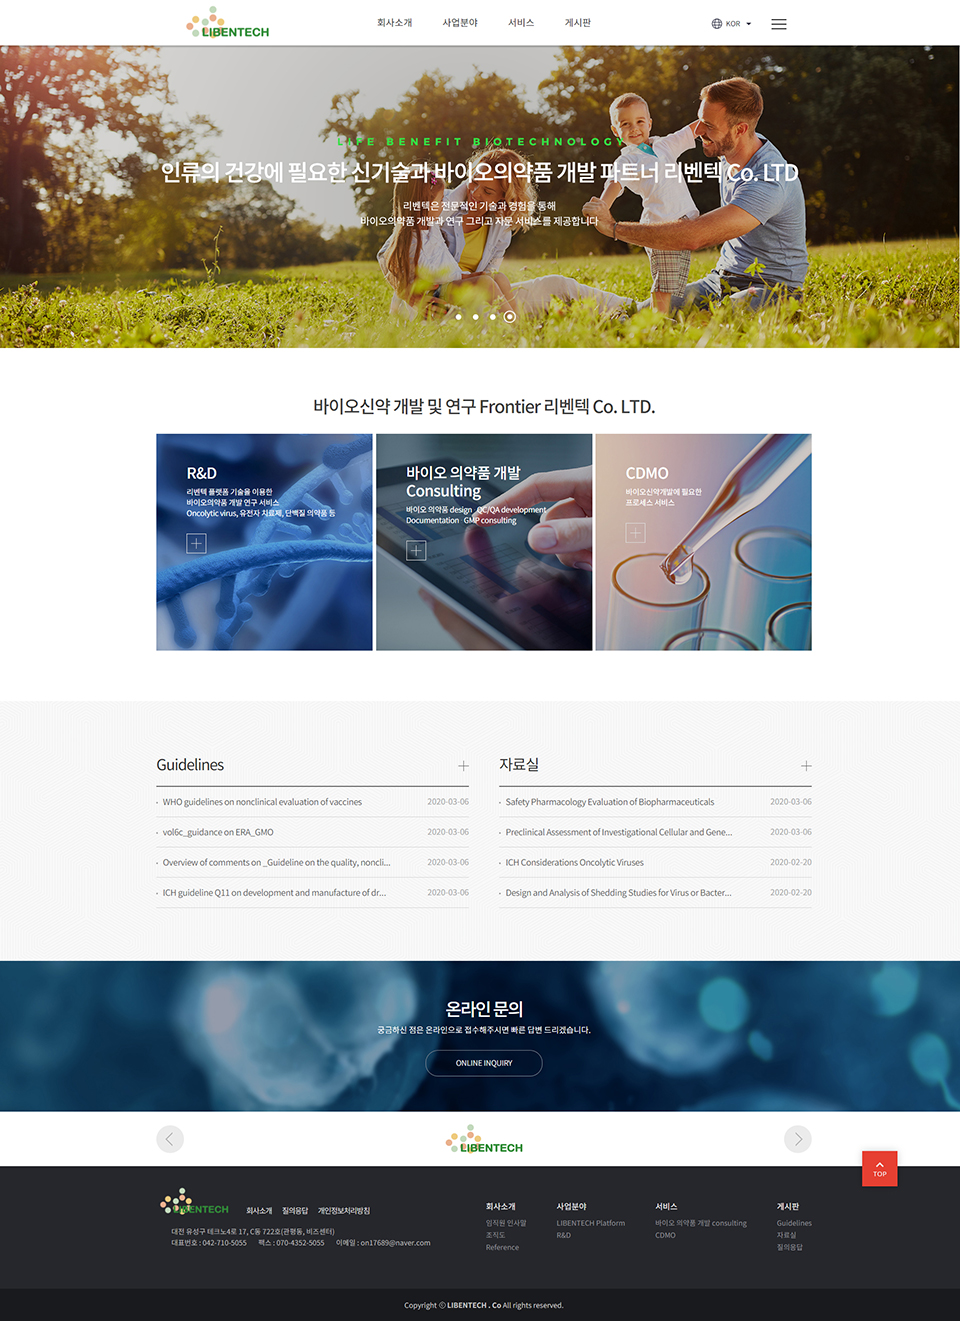 LIBENTECH
회사소개 사업분야 서비스 게시판
KOR
LIFE BENEFIT BIOTECHNOLOGY
인류의 건강에 필요한 신기술과 바이오의약품 개발 파트너 리벤텍 Co. LTD
리벤텍은 전문적인 기술과 경험을 통해
바이오의약품 개발과 연구 그리고 자문 서비스를 제공합니다
바이오신약 개발 및 연구 Frontier 리벤텍 Co. LTD.
R&D
리벤텍 플랫폼 기술을 이용한
바이오의약품 개발 연구 서비스
Oncolytic virus, 유전자 치료제, 단백질 의약품 등
바이오 의약품 개발
Consulting
바이오 의약품 design QC/QA development
Documentation GMP consulting
CDMO
바이오신약개발에 필요한
프로세스 서비스
Guidelines
WHO guidelines on nonclinical evaluation of vaccines 2020-03-06
vol6c_guidance on ERA_GMO 2020-03-06
Overview of comments on _Guideline on the quality, noncli... 2020-03-06
ICH guideline Q11 on development and manufacture of dr... 2020-03-06
자료실
Safety Pharmacology Evaluation of Biopharmaceuticals 2020-03-06
Preclinical Assessment of Investigational Cellular and Gene... 2020-03-06
ICH Considerations Oncolytic Viruses 2020-02-20
Design and Analysis of Shedding Studies for Virus or Bacter... 2020-02-20
온라인 문의
궁금하신 점은 온라인으로 접수해주시면 빠른 답변 드리겠습니다.
ONLINE INQUIRY
LIBENTECH
TOP
LIBENTECH
회사소개 질의응답 개인정보처리방침
대전 유성구 테크노4로 17, C동 722호(관평동, 비즈센터)
대표번호 : 042-710-5055 팩스 : 070-4352-5055 이메일 : on17689@naver.com
회사소개
임직원 인사말
조직도
Reference
사업분야
LIBENTECH Platform
R&D
서비스
바이오 의약품 개발 consulting
CDMO
게시판
Guidelines
자료실
질의응답
Copyright ⓒ LIBENTECH . Co All rights reserved.